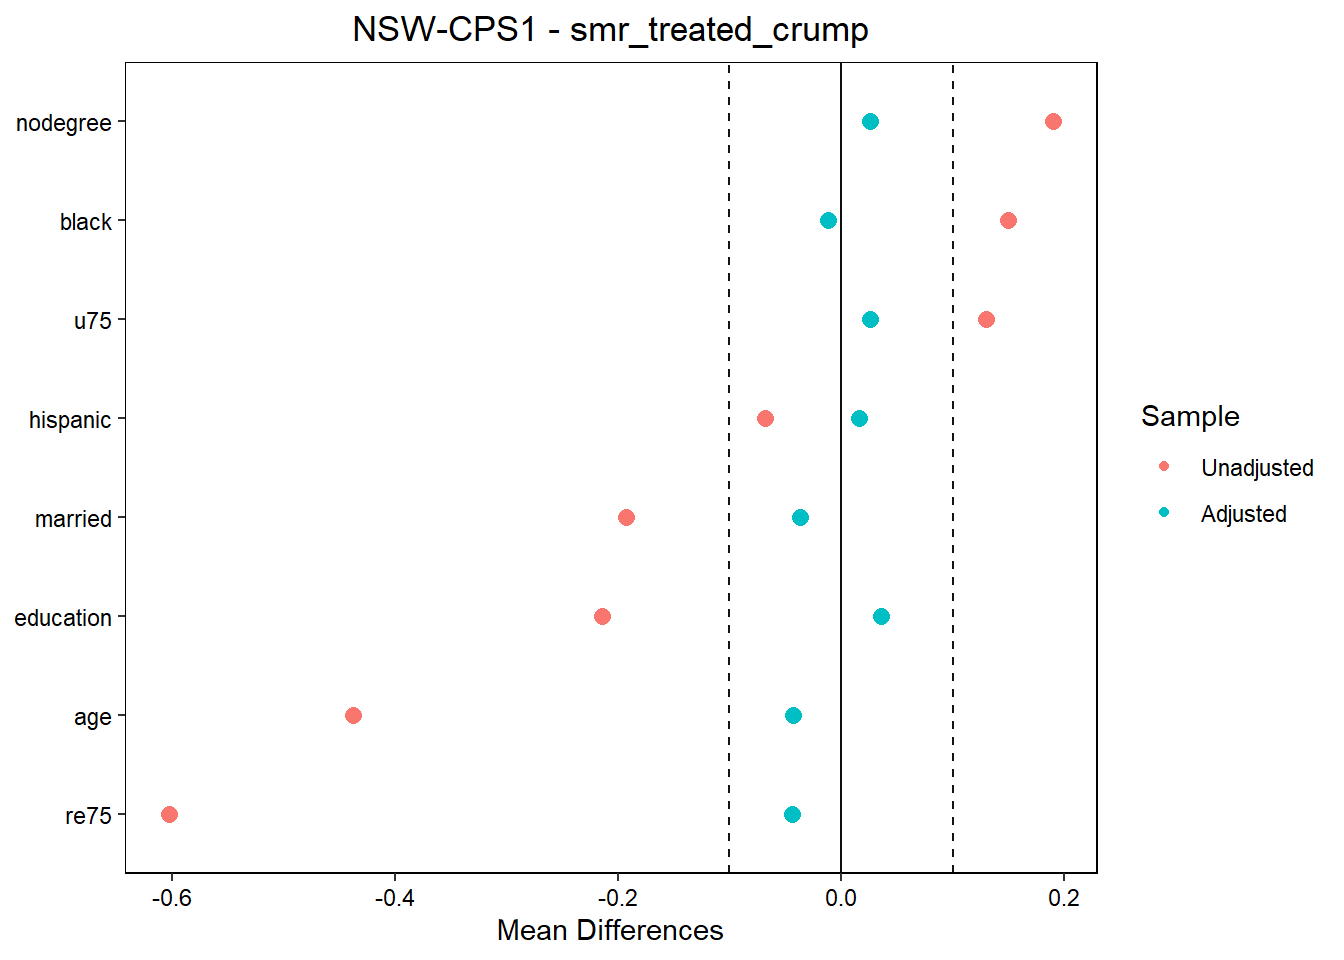 NSW-CPS1 - smr_treated_crump
nodegree
black
u75
hispanic
married
education
age
re75
-0.6 -0.4 -0.2 0.0 0.2
Mean Differences
Sample
Unadjusted
Adjusted